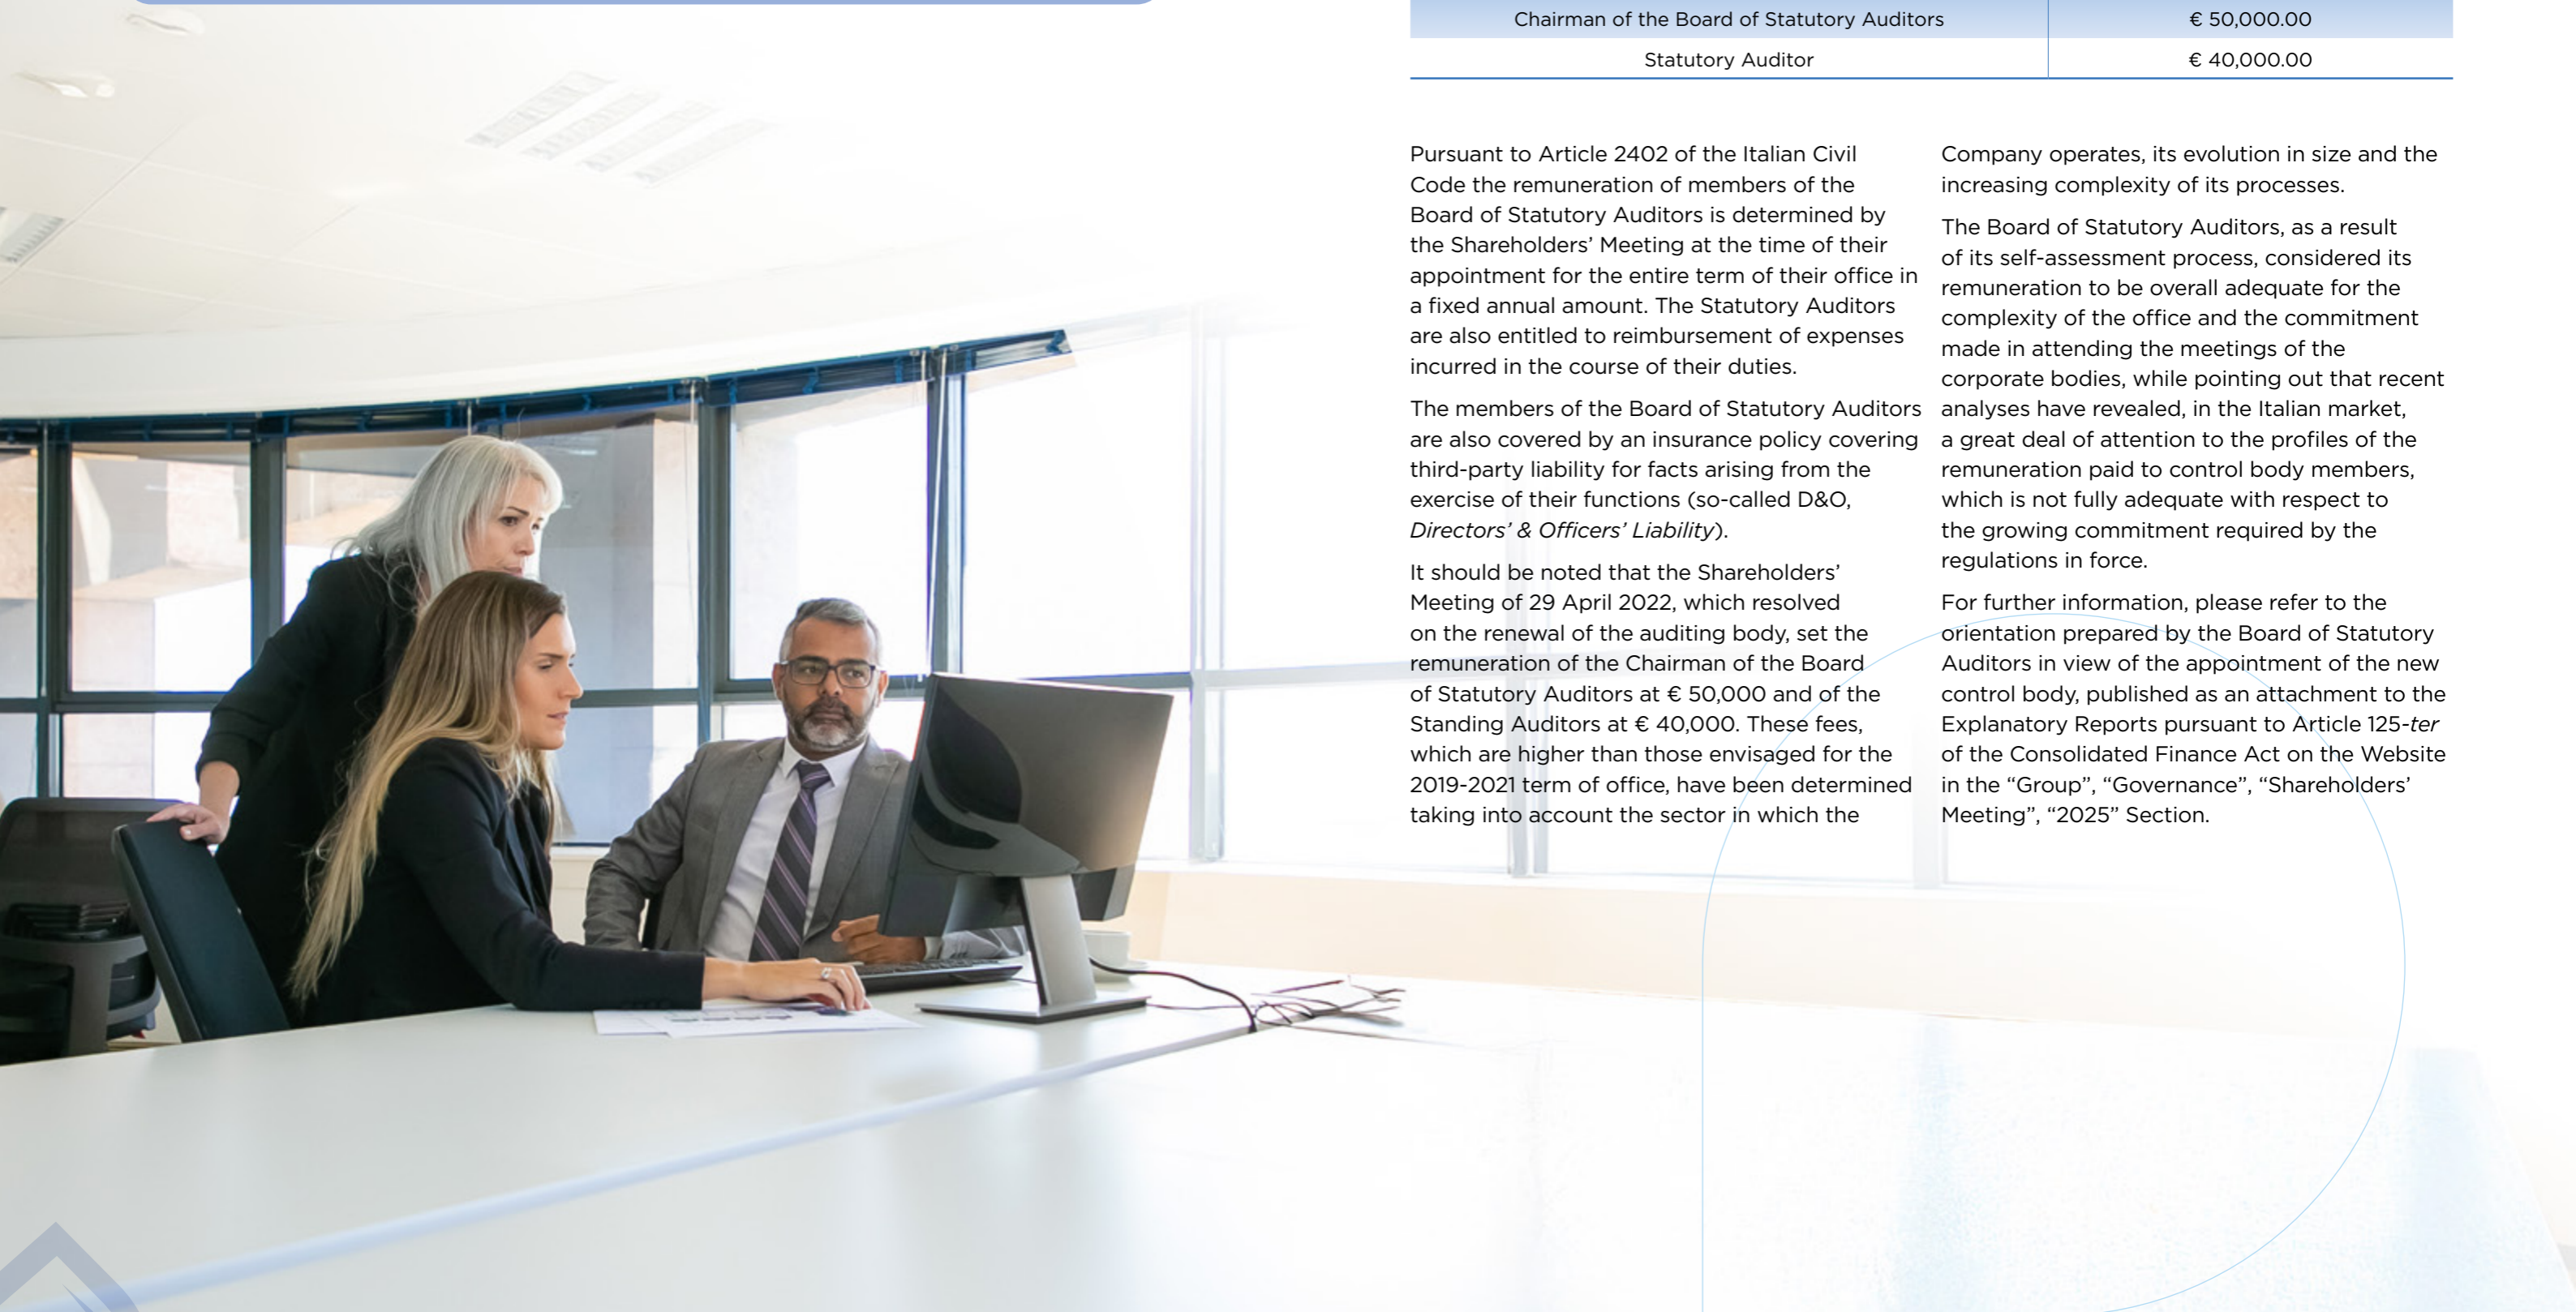 Chairman of the Board of Statutory Auditors € 50,000.00
Statutory Auditor € 40,000.00
Pursuant to Article 2402 of the Italian Civil
Code the remuneration of members of the
Board of Statutory Auditors is determined by
the Shareholders’ Meeting at the time of their
appointment for the entire term of their office in
a fixed annual amount. The Statutory Auditors
are also entitled to reimbursement of expenses
incurred in the course of their duties.
The members of the Board of Statutory Auditors
are also covered by an insurance policy covering
third-party liability for facts arising from the
exercise of their functions (so-called D&O,
Directors’ & Officers’ Liability).
It should be noted that the Shareholders’
Meeting of 29 April 2022, which resolved
on the renewal of the auditing body, set the
remuneration of the Chairman of the Board
of Statutory Auditors at € 50,000 and of the
Standing Auditors at € 40,000. These fees,
which are higher than those envisaged for the
2019-2021 term of office, have been determined
taking into account the sector in which the
Company operates, its evolution in size and the
increasing complexity of its processes.
The Board of Statutory Auditors, as a result
of its self-assessment process, considered its
remuneration to be overall adequate for the
complexity of the office and the commitment
made in attending the meetings of the
corporate bodies, while pointing out that recent
analyses have revealed, in the Italian market,
a great deal of attention to the profiles of the
remuneration paid to control body members,
which is not fully adequate with respect to
the growing commitment required by the
regulations in force.
For further information, please refer to the
orientation prepared by the Board of Statutory
Auditors in view of the appointment of the new
control body, published as an attachment to the
Explanatory Reports pursuant to Article 125-ter
of the Consolidated Finance Act on the Website
in the “Group”, “Governance”, “Shareholders’
Meeting”, “2025” Section.